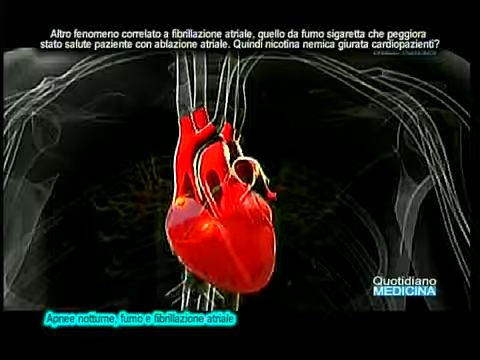 Altro fenomeno correlato a fibrillazione atriale, quello da fumo sigaretta che peggiora
stato salute paziente con ablazione atriale. Quindi nicotina nemica giurata cardiopazienti?
Quotidiano
MEDICINA
Apnee notturne, fumo e fibrillazione atriale